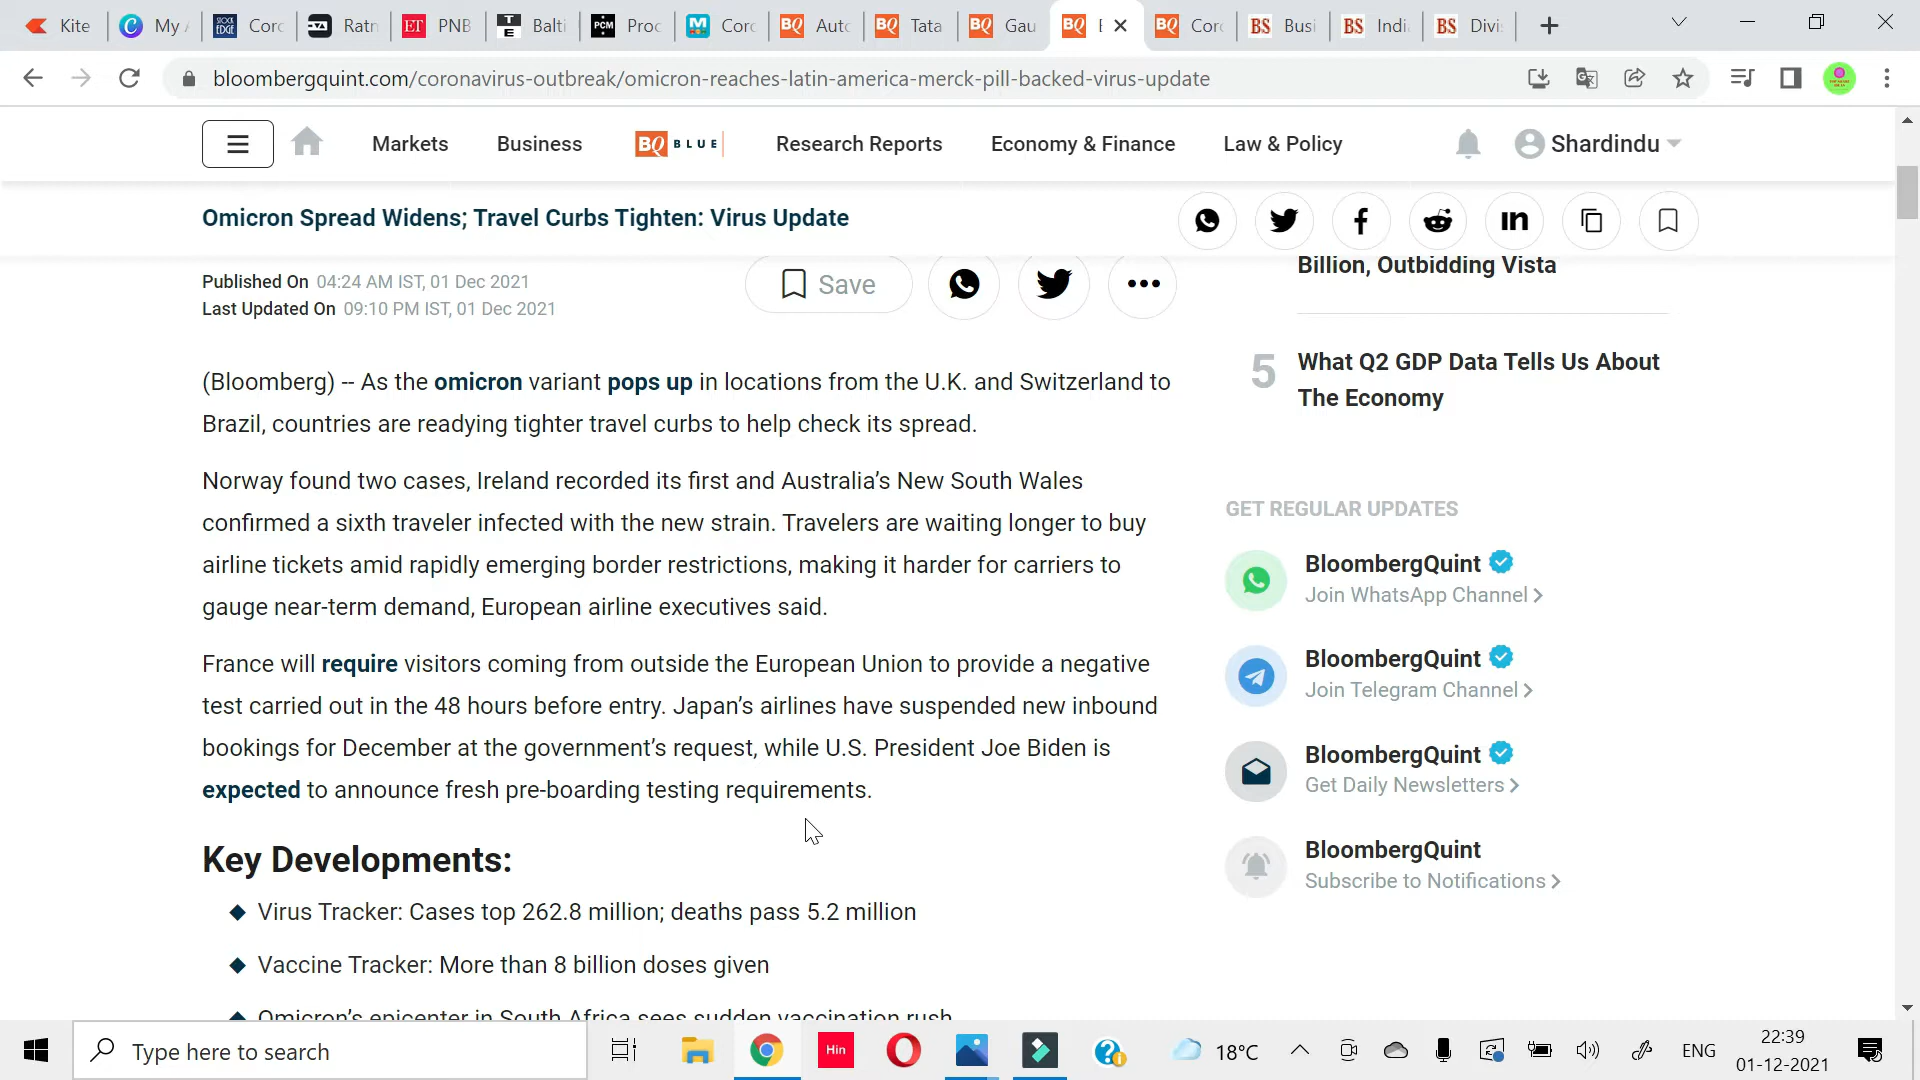 Kite
My A
Corc
Ratn
PNB
Balti
Proc
Corc
Auto
Tata
Gau
Corc
Busi
Indi
Divi
bloombergquint.com/coronavirus-outbreak/omicron-reaches-latin-america-merck-pill-backed-virus-update
Markets
Business
BQ BLUE
Research Reports
Economy & Finance
Law & Policy
Shardindu
Omicron Spread Widens; Travel Curbs Tighten: Virus Update
Published On 04:24 AM IST, 01 Dec 2021
Last Updated On 09:10 PM IST, 01 Dec 2021
Save
(Bloomberg) -- As the omicron variant pops up in locations from the U.K. and Switzerland to
Brazil, countries are readying tighter travel curbs to help check its spread.
Norway found two cases, Ireland recorded its first and Australia’s New South Wales
confirmed a sixth traveler infected with the new strain. Travelers are waiting longer to buy
airline tickets amid rapidly emerging border restrictions, making it harder for carriers to
gauge near-term demand, European airline executives said.
France will require visitors coming from outside the European Union to provide a negative
test carried out in the 48 hours before entry. Japan’s airlines have suspended new inbound
bookings for December at the government’s request, while U.S. President Joe Biden is
expected to announce fresh pre-boarding testing requirements.
Key Developments:
Virus Tracker: Cases top 262.8 million; deaths pass 5.2 million
Vaccine Tracker: More than 8 billion doses given
Omicron’s epicenter in South Africa sees sudden vaccination rush
Billion, Outbidding Vista
5
What Q2 GDP Data Tells Us About
The Economy
GET REGULAR UPDATES
BloombergQuint
Join WhatsApp Channel
BloombergQuint
Join Telegram Channel
BloombergQuint
Get Daily Newsletters
BloombergQuint
Subscribe to Notifications
Type here to search
Hin
18°C
ENG
22:39
01-12-2021